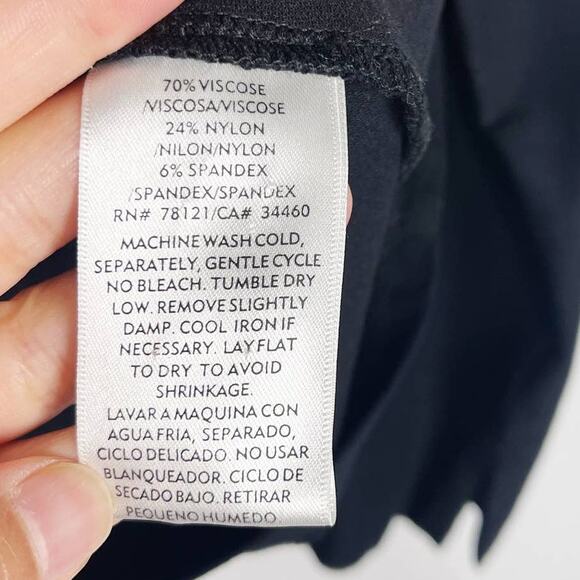 70% VISCOSE
/VISCOSA/VISCOSE
24% NYLON
/NILON/NYLON
6% SPANDEX
/SPANDEX/SPANDEX
RN# 78121/CA# 34460
MACHINE WASH COLD,
SEPARATELY, GENTLE CYCLE
NO BLEACH. TUMBLE DRY
LOW. REMOVE SLIGHTLY
DAMP. COOL IRON IF
NECESSARY. LAY FLAT
TO DRY TO AVOID
SHRINKAGE.
LAVAR A MAQUINA CON
AGUA FRIA, SEPARADO,
CICLO DELICADO. NO USAR
BLANQUEADOR. CICLO DE
SECADO BAJO. RETIRAR
PEQUENO HUMEDO.